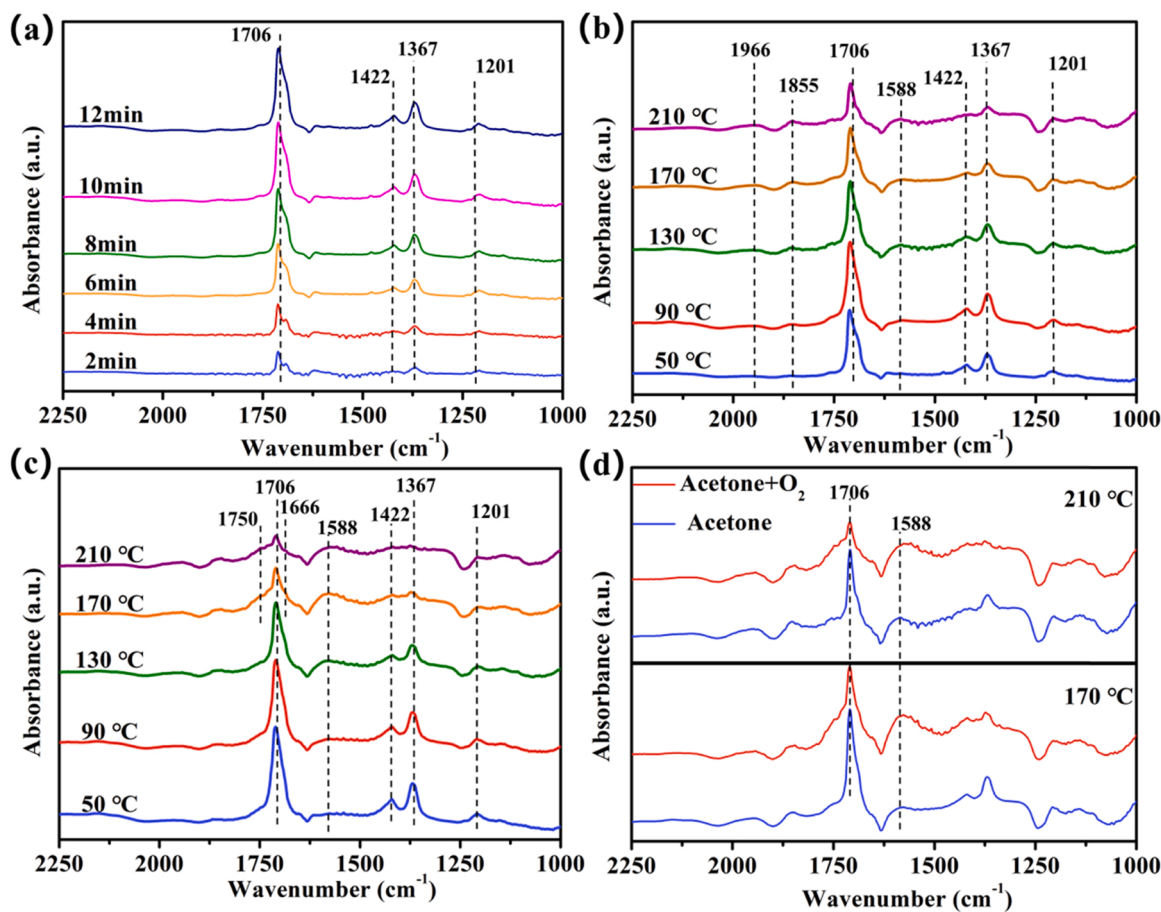 (a)
1706
1422
1367
1201
12min
10min
8min
6min
4min
2min
2250 2000 1750 1500 1250 1000
Wavenumber (cm-1)
Absorbance (a.u.)
(b)
1966
1855
1706
1588
1422
1367
1201
210 °C
170 °C
130 °C
90 °C
50 °C
2250 2000 1750 1500 1250 1000
Wavenumber (cm-1)
Absorbance (a.u.)
(c)
1750
1706
1666
1588
1422
1367
1201
210 °C
170 °C
130 °C
90 °C
50 °C
2250 2000 1750 1500 1250 1000
Wavenumber (cm-1)
Absorbance (a.u.)
(d)
Acetone+O2
Acetone
1706
1588
210 °C
170 °C
2250 2000 1750 1500 1250 1000
Wavenumber (cm-1)
Absorbance (a.u.)